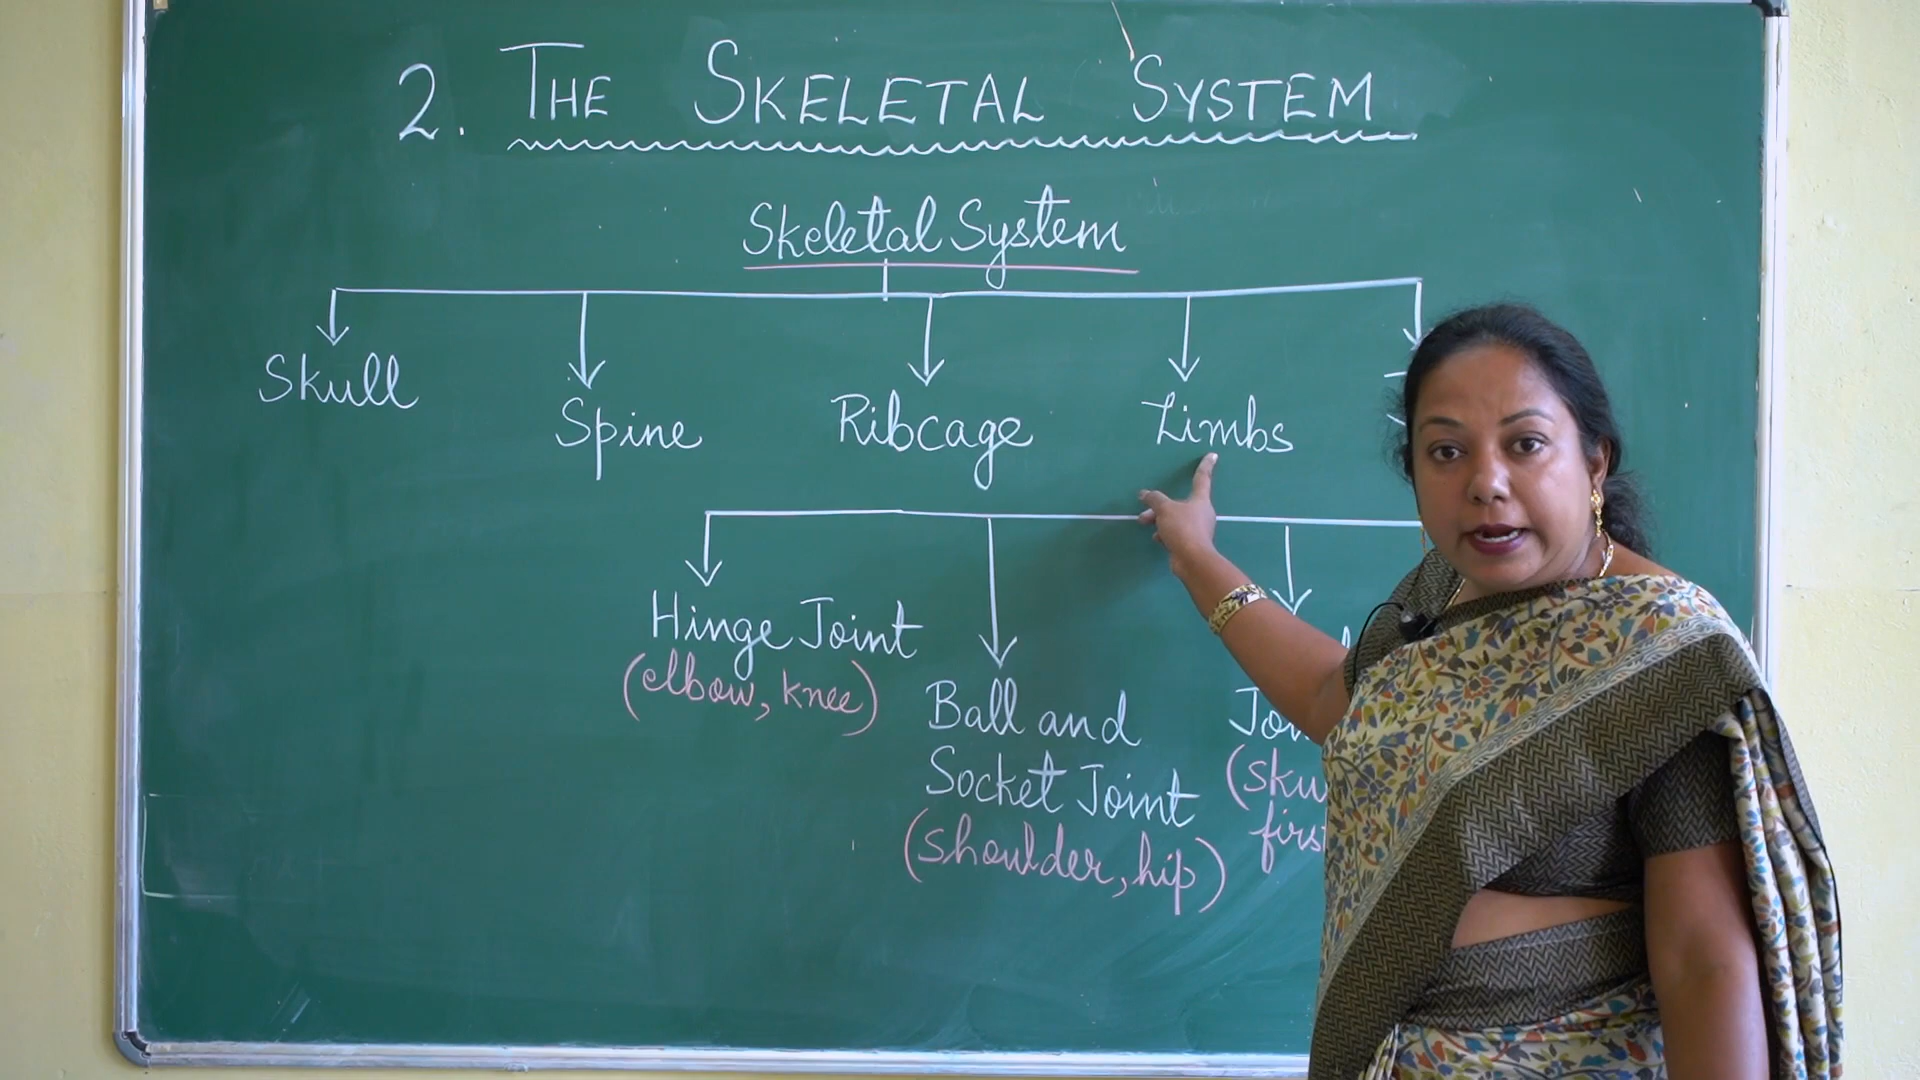 2. THE SKELETAL SYSTEM
Skeletal System
Skull
Spine
Ribcage
Limbs
Hinge Joint
(elbow, knee)
Ball and
Socket Joint
(shoulder, hip)